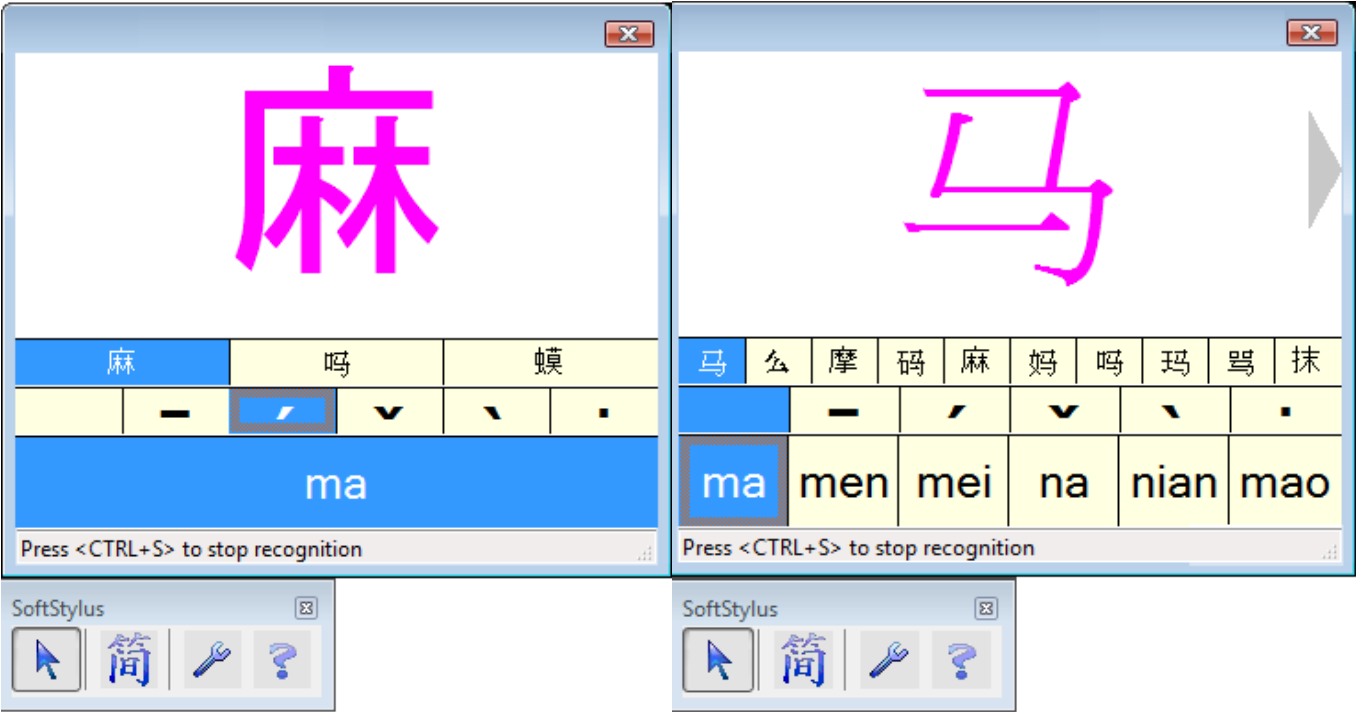 麻
麻 吗 蟆
ˉ ˊ ˇ ˋ ·
ma
Press <CTRL+S> to stop recognition
SoftStylus
简
马
马 么 摩 码 麻 妈 吗 玛 骂 抹
ˉ ˊ ˇ ˋ ·
ma men mei na nian mao
Press <CTRL+S> to stop recognition
SoftStylus
简